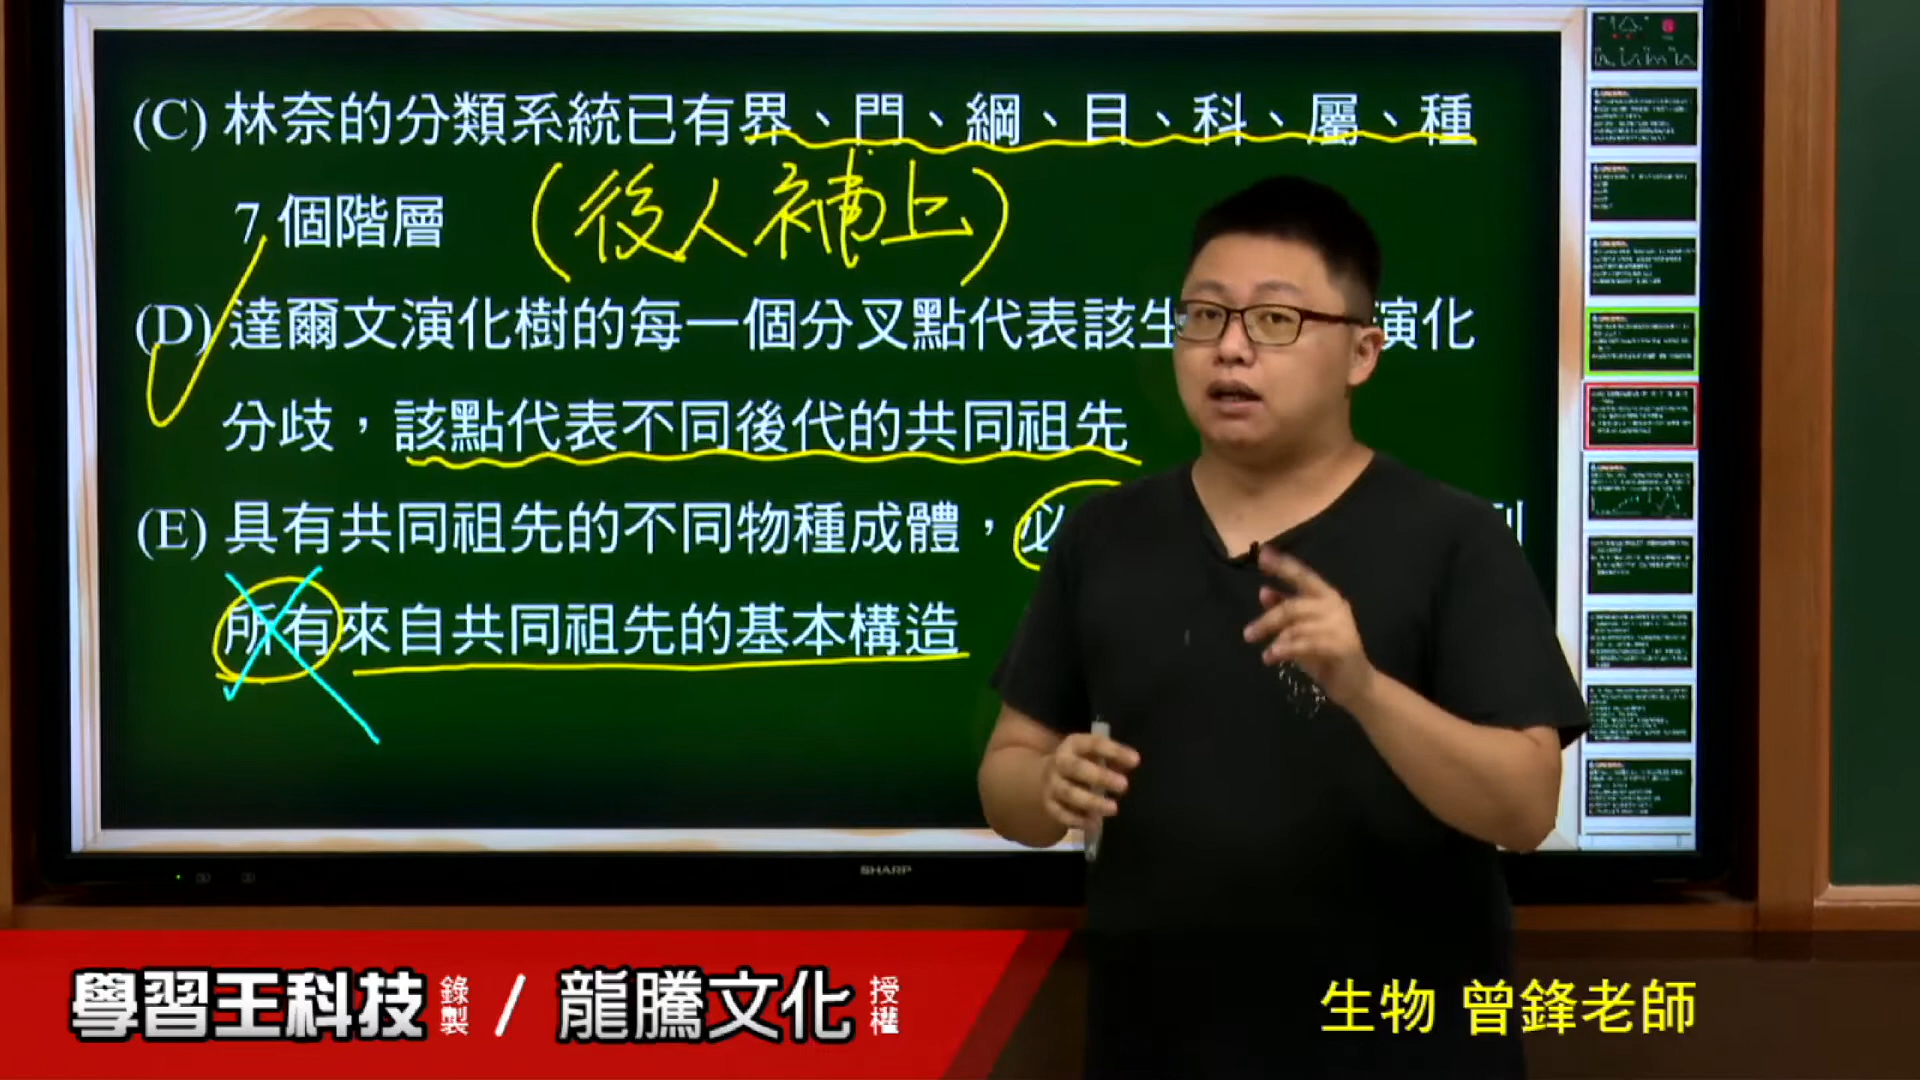 (C) 林奈的分類系統已有界、門、綱、目、科、屬、種
7 個階層 (後人補上)
(D) 達爾文演化樹的每一個分叉點代表該生 演化
分歧，該點代表不同後代的共同祖先
(E) 具有共同祖先的不同物種成體，必 到
所有來自共同祖先的基本構造
SHARP
學習王科技 錄製 / 龍騰文化 授權
生物 曾鋒老師